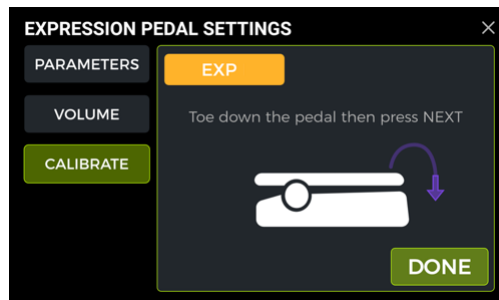 EXPRESSION PEDAL SETTINGS
PARAMETERS
EXP
VOLUME
Toe down the pedal then press NEXT
CALIBRATE
DONE